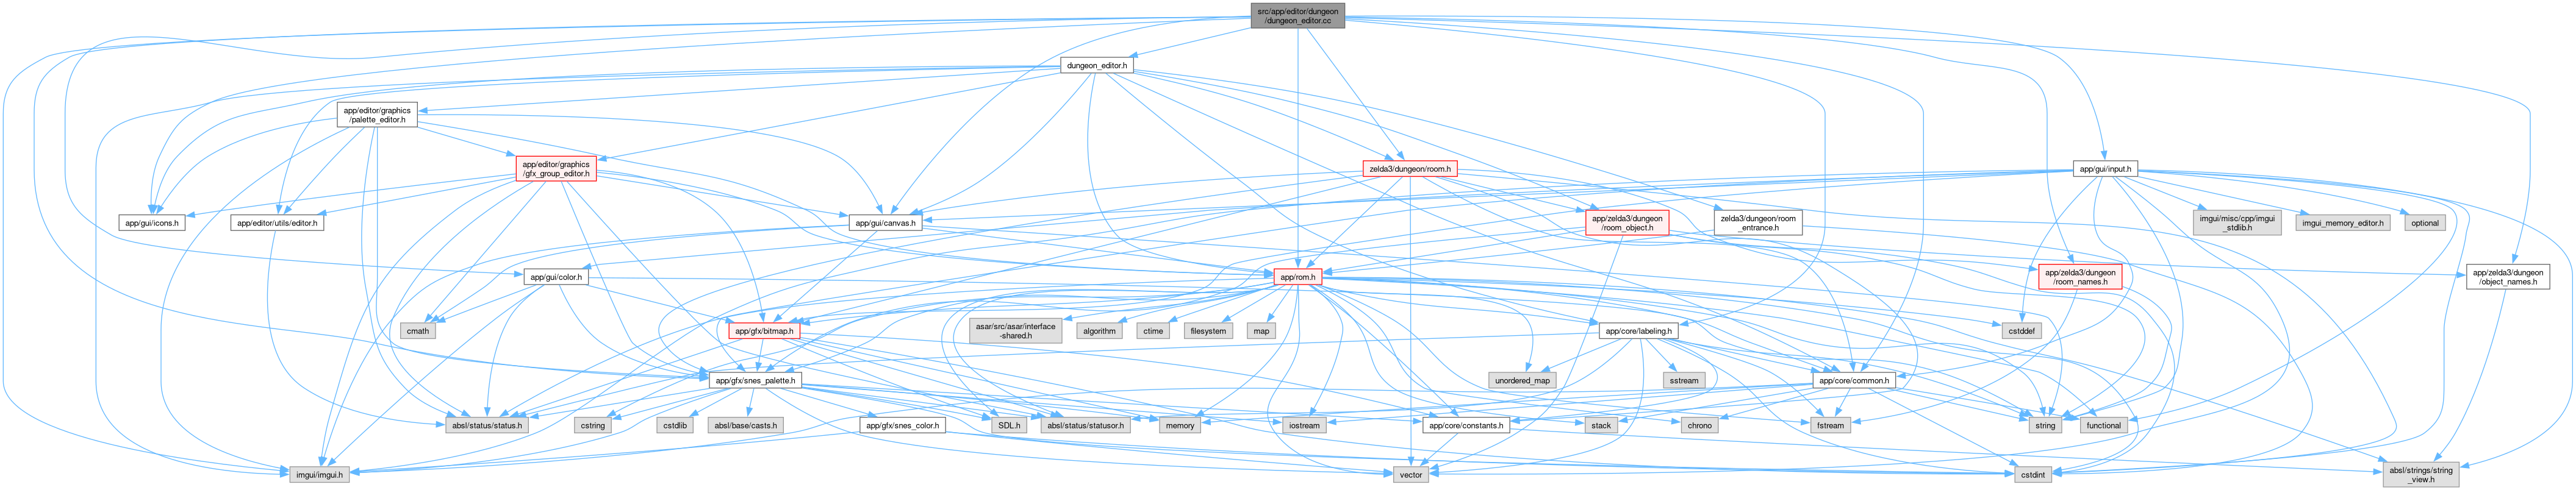 src/app/editor/dungeon
/dungeon_editor.cc
dungeon_editor.h
app/editor/graphics
/palette_editor.h
app/editor/graphics
/gfx_group_editor.h
zelda3/dungeon/room.h
app/gui/input.h
app/gui/icons.h
app/editor/utils/editor.h
app/gui/canvas.h
app/zelda3/dungeon
/room_object.h
zelda3/dungeon/room
_entrance.h
imgui/misc/cpp/imgui
_stdlib.h
imgui_memory_editor.h
optional
app/gui/color.h
app/rom.h
app/zelda3/dungeon
/room_names.h
app/zelda3/dungeon
/object_names.h
cmath
app/gfx/bitmap.h
asar/src/asar/interface
-shared.h
algorithm
ctime
filesystem
map
app/core/labeling.h
cstddef
app/gfx/snes_palette.h
unordered_map
sstream
app/core/common.h
absl/status/status.h
cstring
cstdlib
absl/base/casts.h
app/gfx/snes_color.h
SDL.h
absl/status/statusor.h
memory
iostream
app/core/constants.h
stack
chrono
fstream
string
functional
imgui/imgui.h
vector
cstdint
absl/strings/string
_view.h